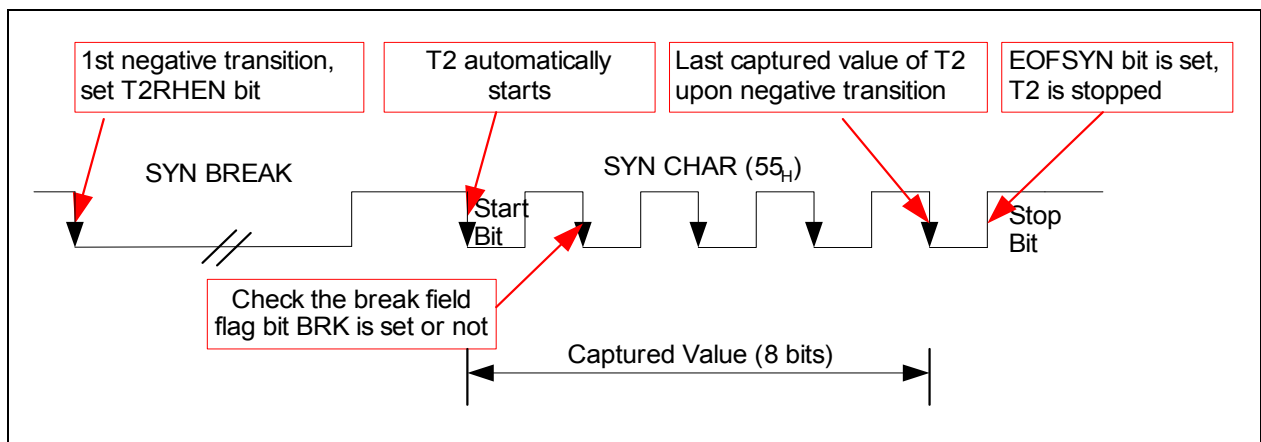 1st negative transition,
set T2RHEN bit
T2 automatically
starts
Last captured value of T2
upon negative transition
EOFSYN bit is set,
T2 is stopped
SYN BREAK
SYN CHAR (55H)
Start
Bit
Stop
Bit
Check the break field
flag bit BRK is set or not
Captured Value (8 bits)